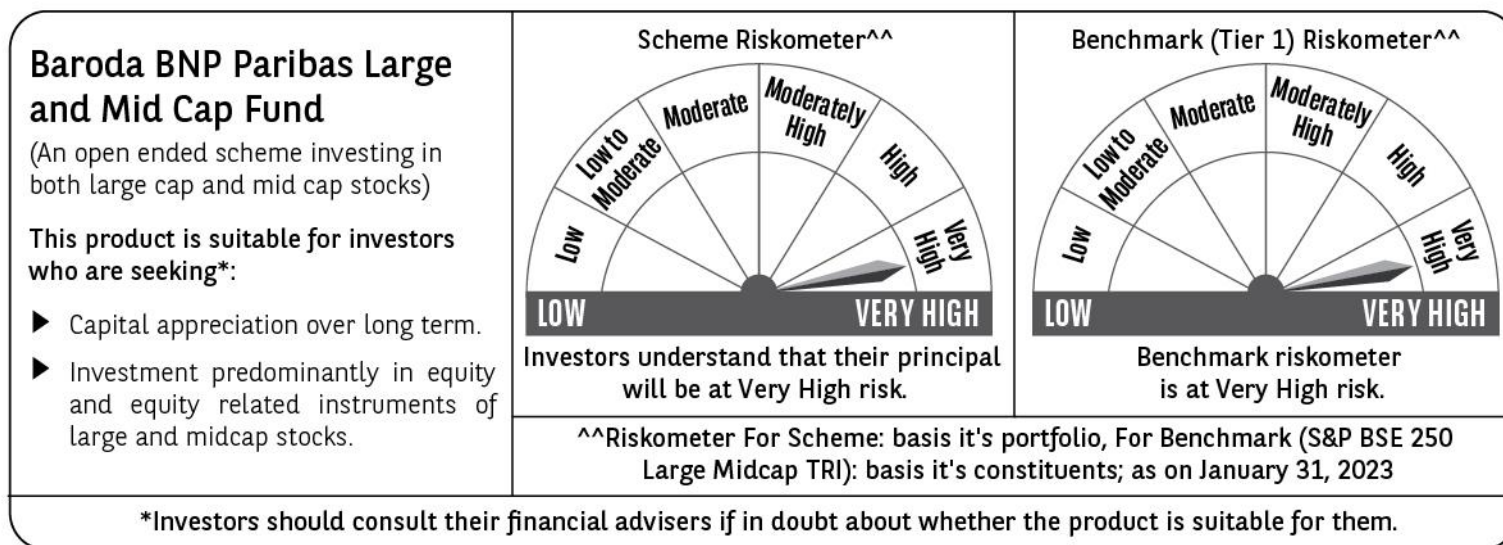 Baroda BNP Paribas Large
and Mid Cap Fund
(An open ended scheme investing in
both large cap and mid cap stocks)
This product is suitable for investors
who are seeking*:
▶ Capital appreciation over long term.
▶ Investment predominantly in equity
and equity related instruments of
large and midcap stocks.
Scheme Riskometer^^
Low
Low to
Moderate
Moderate
Moderately
High
High
Very
High
LOW VERY HIGH
Investors understand that their principal
will be at Very High risk.
Benchmark (Tier 1) Riskometer^^
Low
Low to
Moderate
Moderate
Moderately
High
High
Very
High
LOW VERY HIGH
Benchmark riskometer
is at Very High risk.
^^Riskometer For Scheme: basis it's portfolio, For Benchmark (S&P BSE 250
Large Midcap TRI): basis it's constituents; as on January 31, 2023
*Investors should consult their financial advisers if in doubt about whether the product is suitable for them.